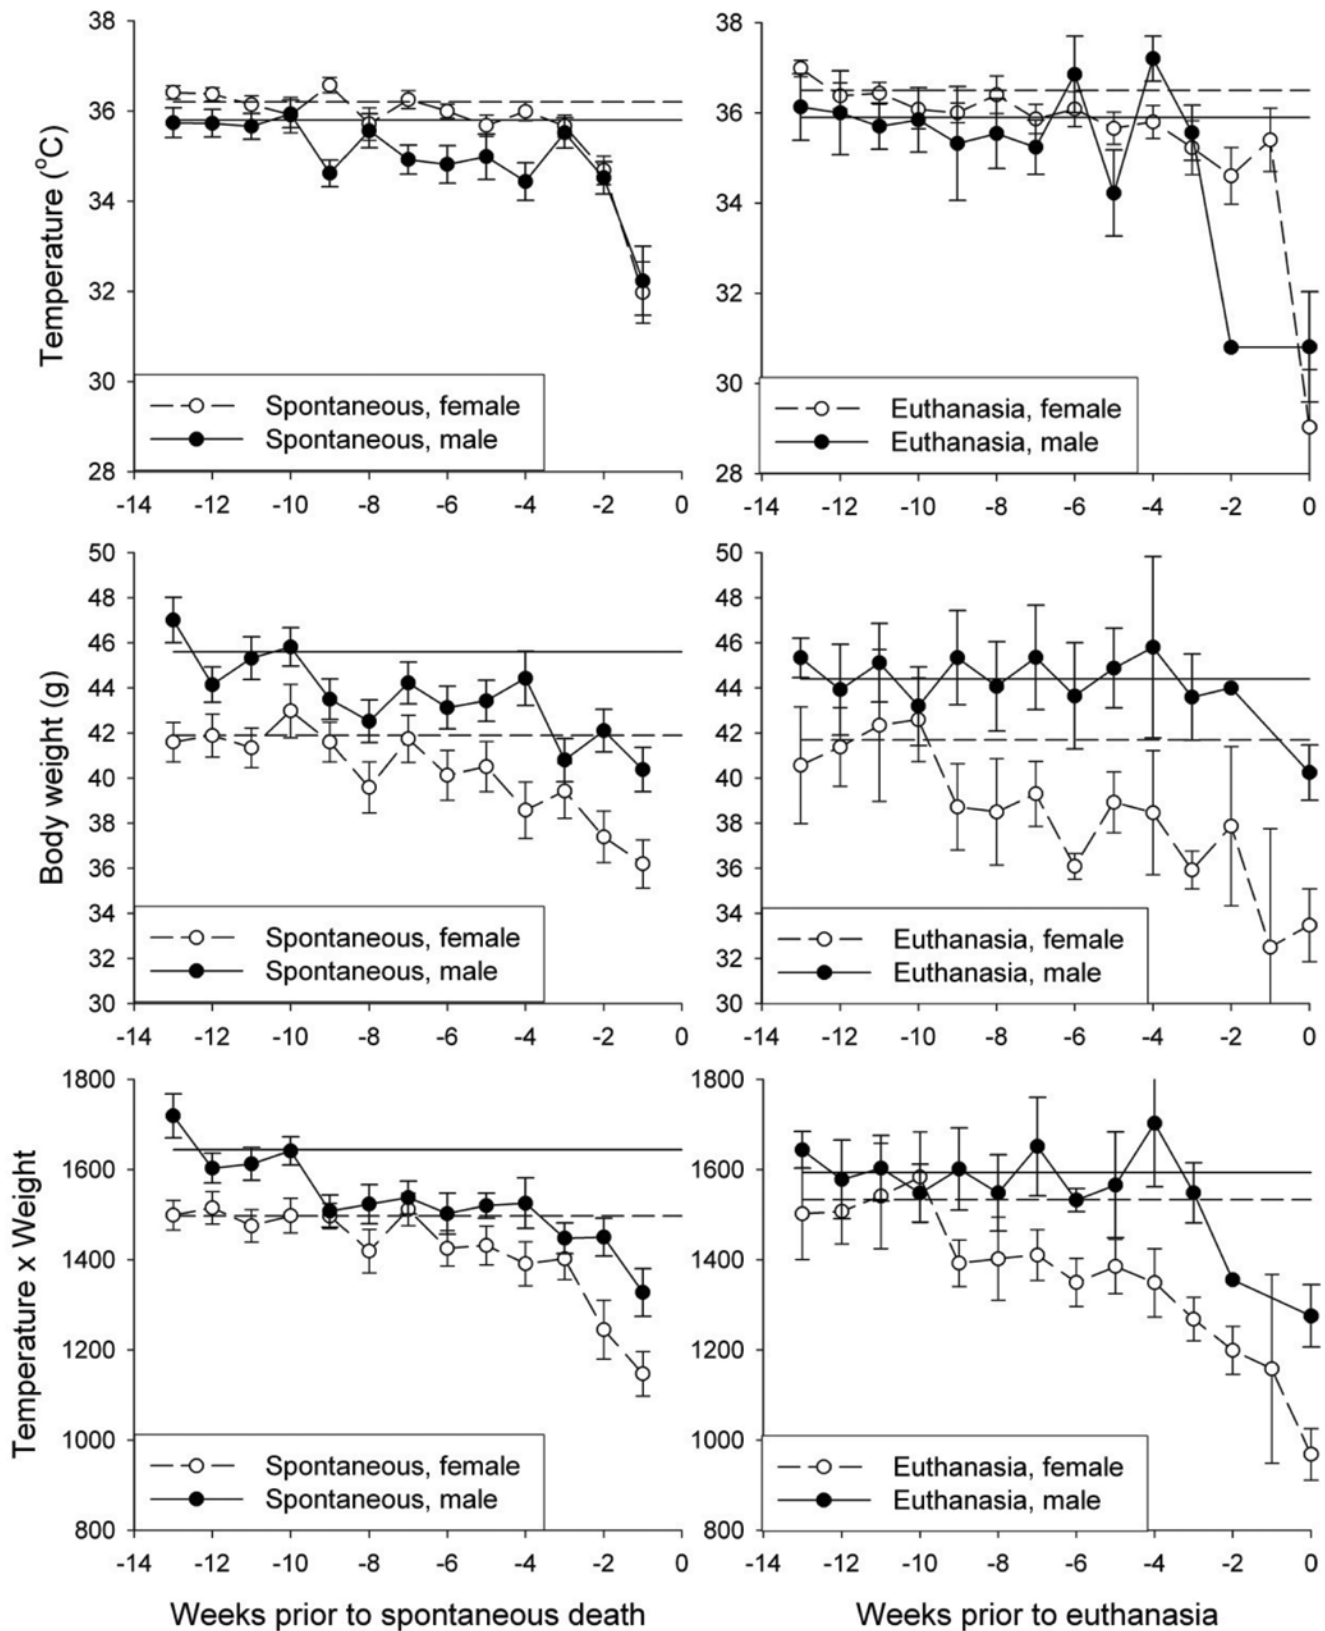 Temperature (°C)
38
36
34
32
30
28
Spontaneous, female
Spontaneous, male
-14 -12 -10 -8 -6 -4 -2 0
38
36
34
32
30
28
Euthanasia, female
Euthanasia, male
-14 -12 -10 -8 -6 -4 -2 0
Body weight (g)
50
48
46
44
42
40
38
36
34
32
30
Spontaneous, female
Spontaneous, male
-14 -12 -10 -8 -6 -4 -2 0
50
48
46
44
42
40
38
36
34
32
30
Euthanasia, female
Euthanasia, male
-14 -12 -10 -8 -6 -4 -2 0
Temperature x Weight
1800
1600
1400
1200
1000
800
Spontaneous, female
Spontaneous, male
-14 -12 -10 -8 -6 -4 -2 0
Weeks prior to spontaneous death
1800
1600
1400
1200
1000
800
Euthanasia, female
Euthanasia, male
-14 -12 -10 -8 -6 -4 -2 0
Weeks prior to euthanasia